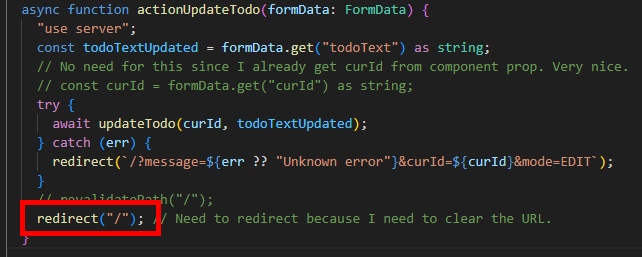 async function actionUpdateTodo(formData: FormData) {
"use server";
const todoTextUpdated = formData.get("todoText") as string;
// No need for this since I already get curId from component prop. Very nice.
// const curId = formData.get("curId") as string;
try {
await updateTodo(curId, todoTextUpdated);
} catch (err) {
redirect(`/?message=${err ?? "Unknown error"}&curId=${curId}&mode=EDIT`);
}
// revalidatePath("/");
redirect("/"); // Need to redirect because I need to clear the URL.
}